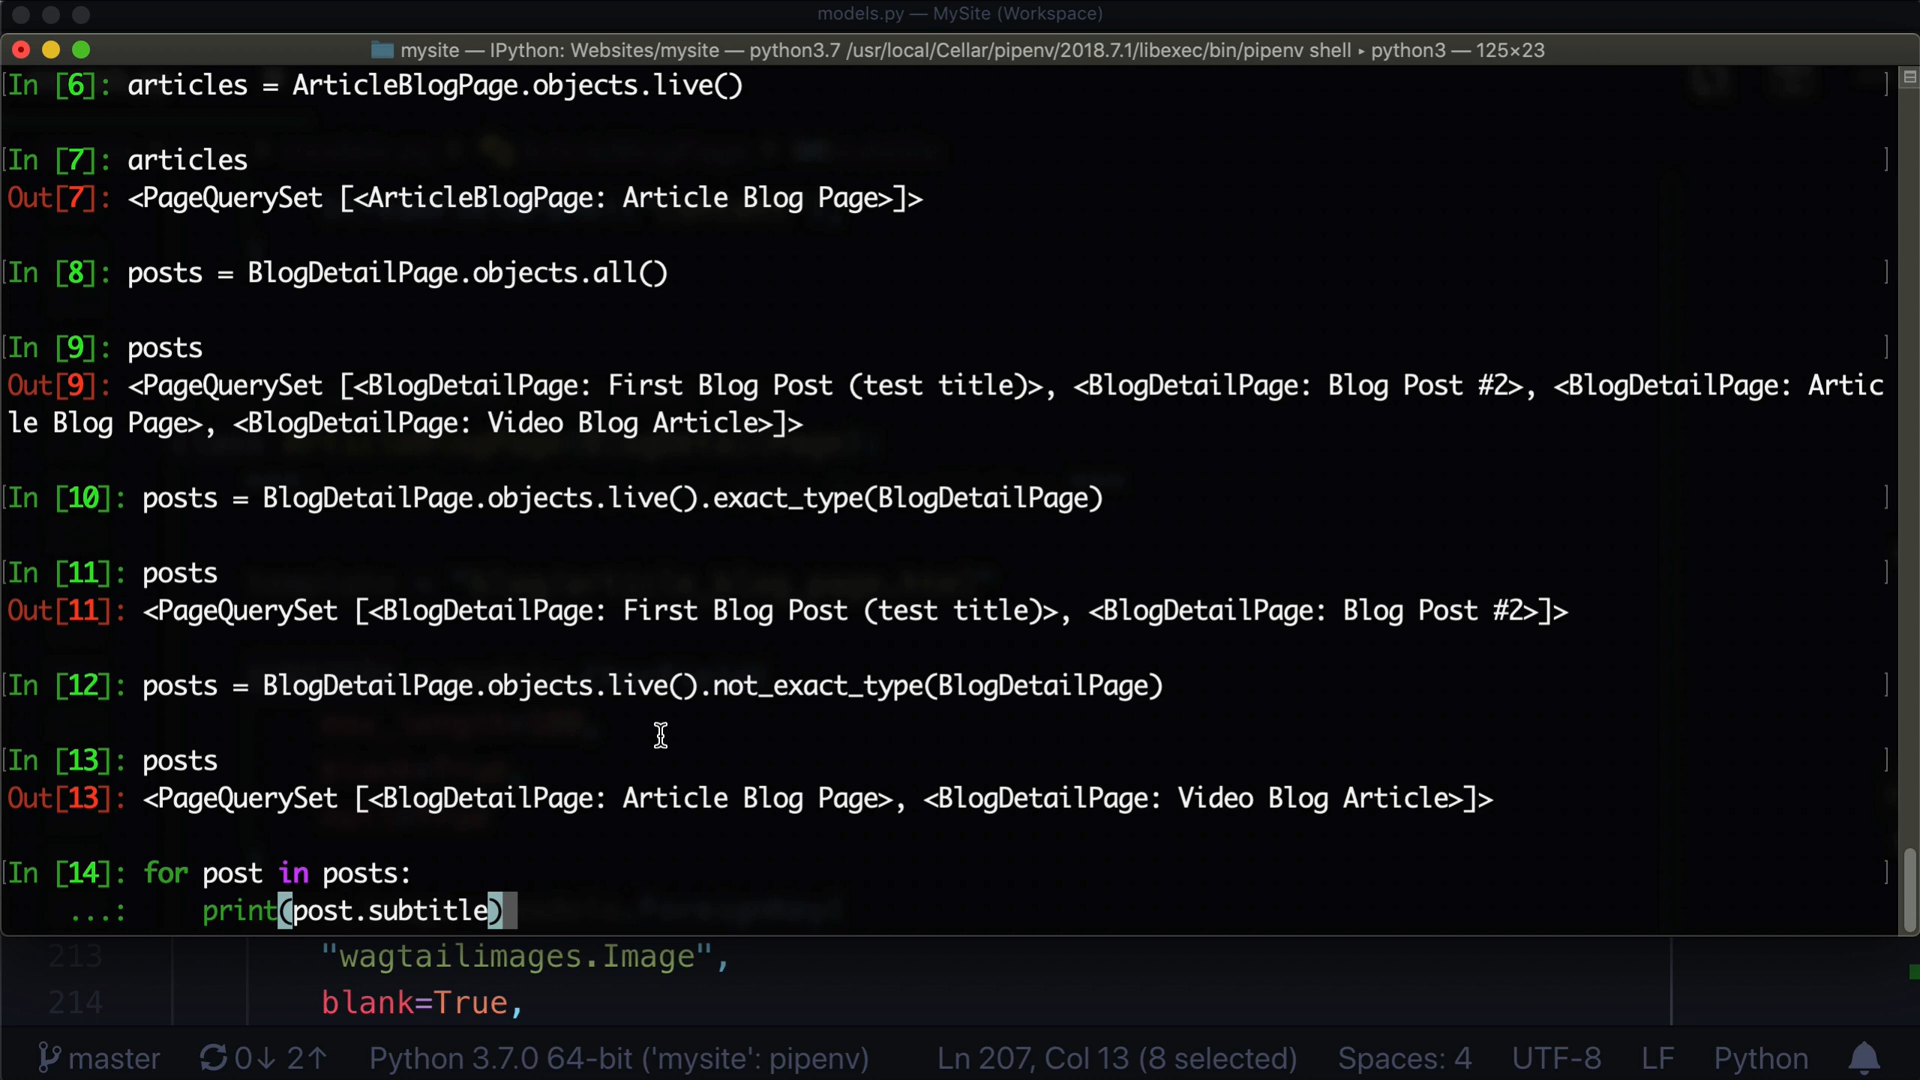 models.py — MySite (Workspace)
mysite — IPython: Websites/mysite — python3.7 /usr/local/Cellar/pipenv/2018.7.1/libexec/bin/pipenv shell ▸ python3 — 125×23
In [6]: articles = ArticleBlogPage.objects.live()
In [7]: articles
Out[7]: <PageQuerySet [<ArticleBlogPage: Article Blog Page>]>
In [8]: posts = BlogDetailPage.objects.all()
In [9]: posts
Out[9]: <PageQuerySet [<BlogDetailPage: First Blog Post (test title)>, <BlogDetailPage: Blog Post #2>, <BlogDetailPage: Artic
le Blog Page>, <BlogDetailPage: Video Blog Article>]>
In [10]: posts = BlogDetailPage.objects.live().exact_type(BlogDetailPage)
In [11]: posts
Out[11]: <PageQuerySet [<BlogDetailPage: First Blog Post (test title)>, <BlogDetailPage: Blog Post #2>]>
In [12]: posts = BlogDetailPage.objects.live().not_exact_type(BlogDetailPage)
In [13]: posts
Out[13]: <PageQuerySet [<BlogDetailPage: Article Blog Page>, <BlogDetailPage: Video Blog Article>]>
In [14]: for post in posts:
...: print(post.subtitle)
213 "wagtailimages.Image",
214 blank=True,
master 0↓ 2↑ Python 3.7.0 64-bit ('mysite': pipenv) Ln 207, Col 13 (8 selected) Spaces: 4 UTF-8 LF Python